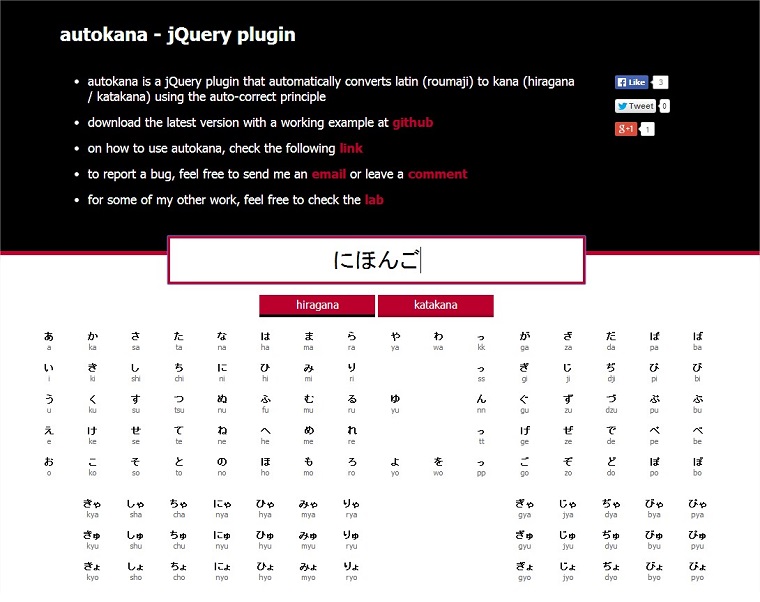 autokana - jQuery plugin
• autokana is a jQuery plugin that automatically converts latin (roumaji) to kana (hiragana
/ katakana) using the auto-correct principle
• download the latest version with a working example at github
• on how to use autokana, check the following link
• to report a bug, feel free to send me an email or leave a comment
• for some of my other work, feel free to check the lab
Like 3
Tweet 0
g+1 1
にほんご
hiragana katakana
あ か さ た な は ま ら や わ っ が ざ だ ぱ ば
a ka sa ta na ha ma ra ya wa kk ga za da pa ba
い き し ち に ひ み り っ ぎ じ ぢ ぴ び
i ki shi chi ni hi mi ri ss gi ji dji pi bi
う く す つ ぬ ふ む る ゆ ん ぐ ず づ ぷ ぶ
u ku su tsu nu fu mu ru yu nn gu zu dzu pu bu
え け せ て ね へ め れ っ げ ぜ で ぺ べ
e ke se te ne he me re tt ge ze de pe be
お こ そ と の ほ も ろ よ を っ ご ぞ ど ぽ ぼ
o ko so to no ho mo ro yo wo pp go zo do po bo
きゃ しゃ ちゃ にゃ ひゃ みゃ りゃ ぎゃ じゃ ぢゃ びゃ ぴゃ
kya sha cha nya hya mya rya gya jya dya bya pya
きゅ しゅ ちゅ にゅ ひゅ みゅ りゅ ぎゅ じゅ ぢゅ びゅ ぴゅ
kyu shu chu nyu hyu myu ryu gyu jyu dyu byu pyu
きょ しょ ちょ にょ ひょ みょ りょ ぎょ じょ ぢょ びょ ぴょ
kyo sho cho nyo hyo myo ryo gyo jyo dyo byo pyo